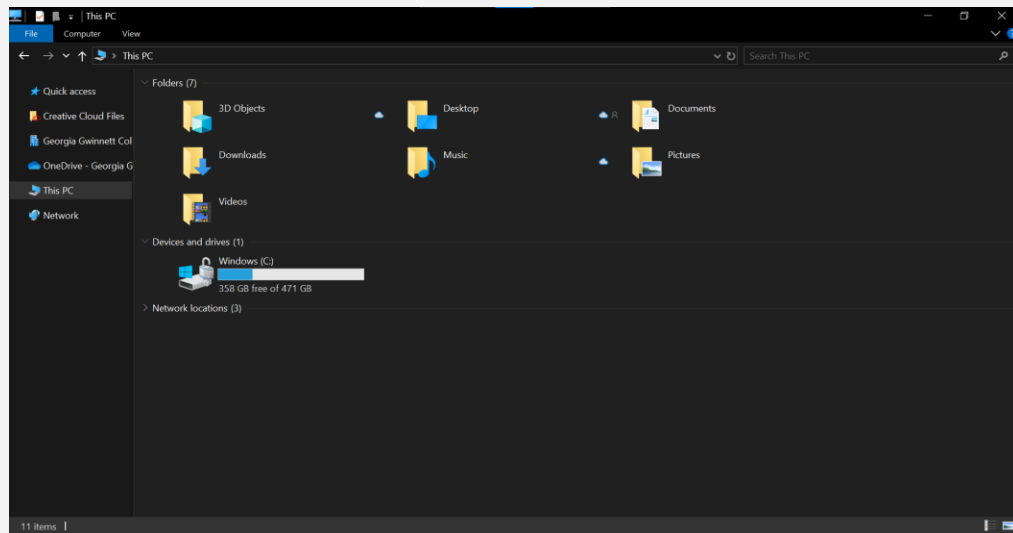 This PC
File Computer View
This PC
Search This PC
Quick access
Creative Cloud Files
Georgia Gwinnett Col
OneDrive - Georgia G
This PC
Network
Folders (7)
3D Objects
Desktop
Documents
Downloads
Music
Pictures
Videos
Devices and drives (1)
Windows (C:)
358 GB free of 471 GB
Network locations (3)
11 items